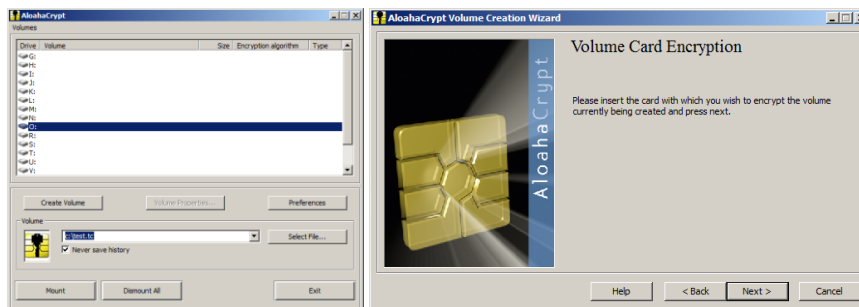 AloahaCrypt
Volumes
Drive Volume Size Encryption algorithm Type
G:
H:
I:
J:
K:
L:
M:
N:
O:
R:
S:
T:
U:
V:
Create Volume Volume Properties... Preferences
Volume
c:\test.tc Select File...
Never save history
Mount Dismount All Exit
AloahaCrypt Volume Creation Wizard
AloahaCrypt
Volume Card Encryption
Please insert the card with which you wish to encrypt the volume
currently being created and press next.
Help < Back Next > Cancel